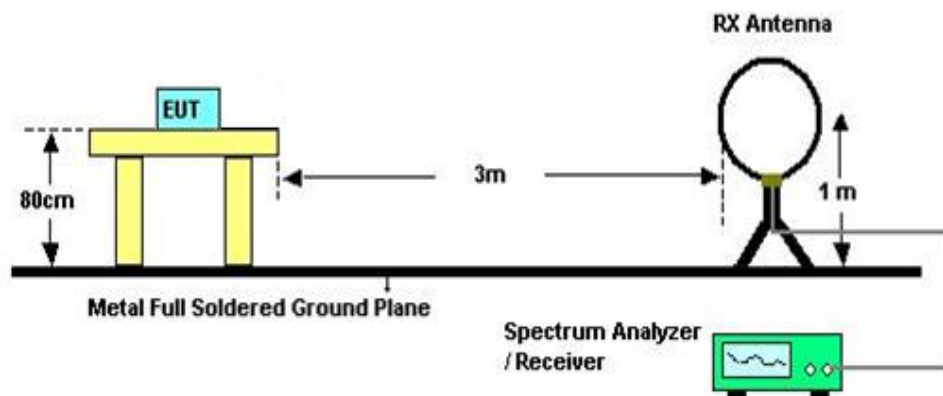 RX Antenna
EUT
80cm
3m
1 m
Metal Full Soldered Ground Plane
Spectrum Analyzer
/ Receiver